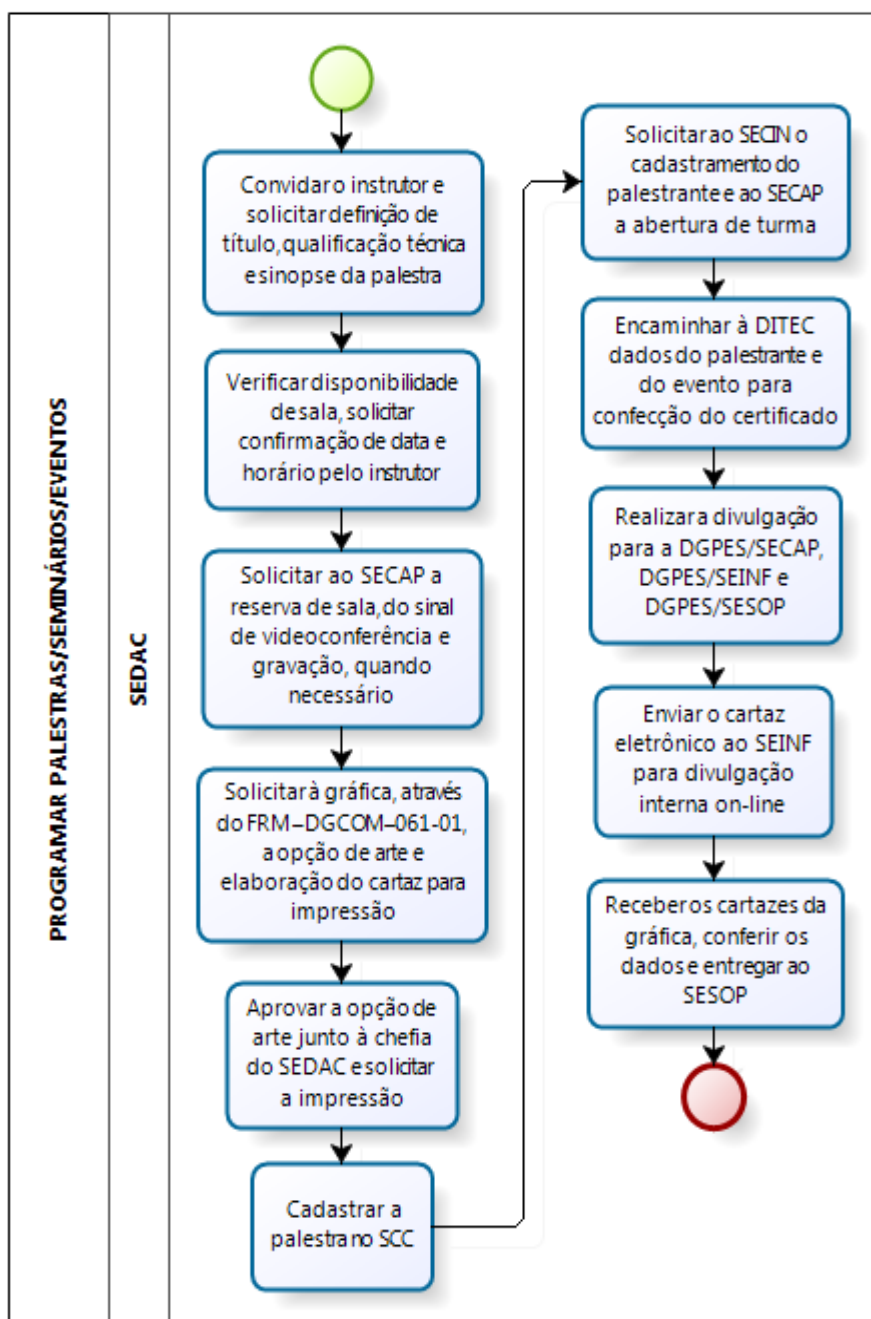 PROGRAMAR PALESTRAS/SEMINÁRIOS/EVENTOS
SEDAC
Convidar o instrutor e
solicitar definição de
título, qualificação técnica
e sinopse da palestra
Verificar disponibilidade
de sala, solicitar
confirmação de data e
horário pelo instrutor
Solicitar ao SECAP a
reserva de sala, do sinal
de videoconferência e
gravação, quando
necessário
Solicitar à gráfica, através
do FRM–DGCOM–061-01,
a opção de arte e
elaboração do cartaz para
impressão
Aprovar a opção de
arte junto à chefia
do SEDAC e solicitar
a impressão
Cadastrar a
palestra no SCC
Solicitar ao SECIN o
cadastramento do
palestrante e ao SECAP
a abertura de turma
Encaminhar à DITEC
dados do palestrante e
do evento para
confecção do certificado
Realizar a divulgação
para a DGPES/SECAP,
DGPES/SEINF e
DGPES/SESOP
Enviar o cartaz
eletrônico ao SEINF
para divulgação
interna on-line
Receber os cartazes da
gráfica, conferir os
dados e entregar ao
SESOP